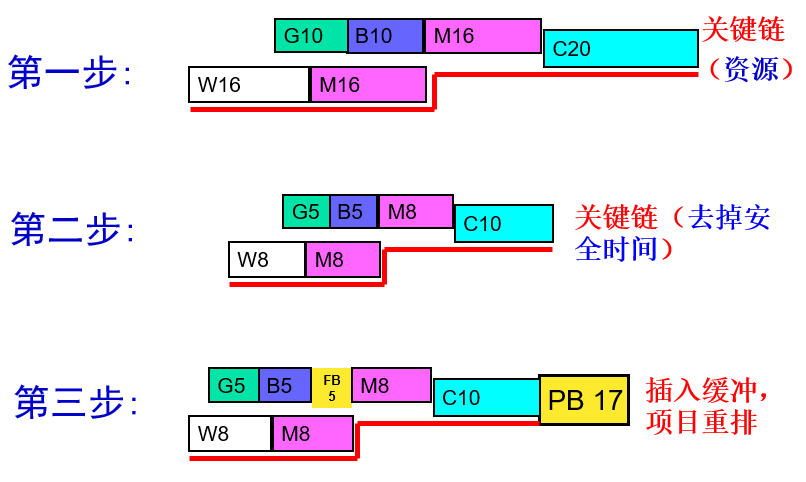 G10 B10 M16 C20 关键链
第一步： W16 M16 （资源）
G5 B5 M8 C10 关键链（去掉安
第二步： W8 M8 全时间）
G5 B5 FB M8 C10 PB 17 插入缓冲，
5
第三步： W8 M8 项目重排